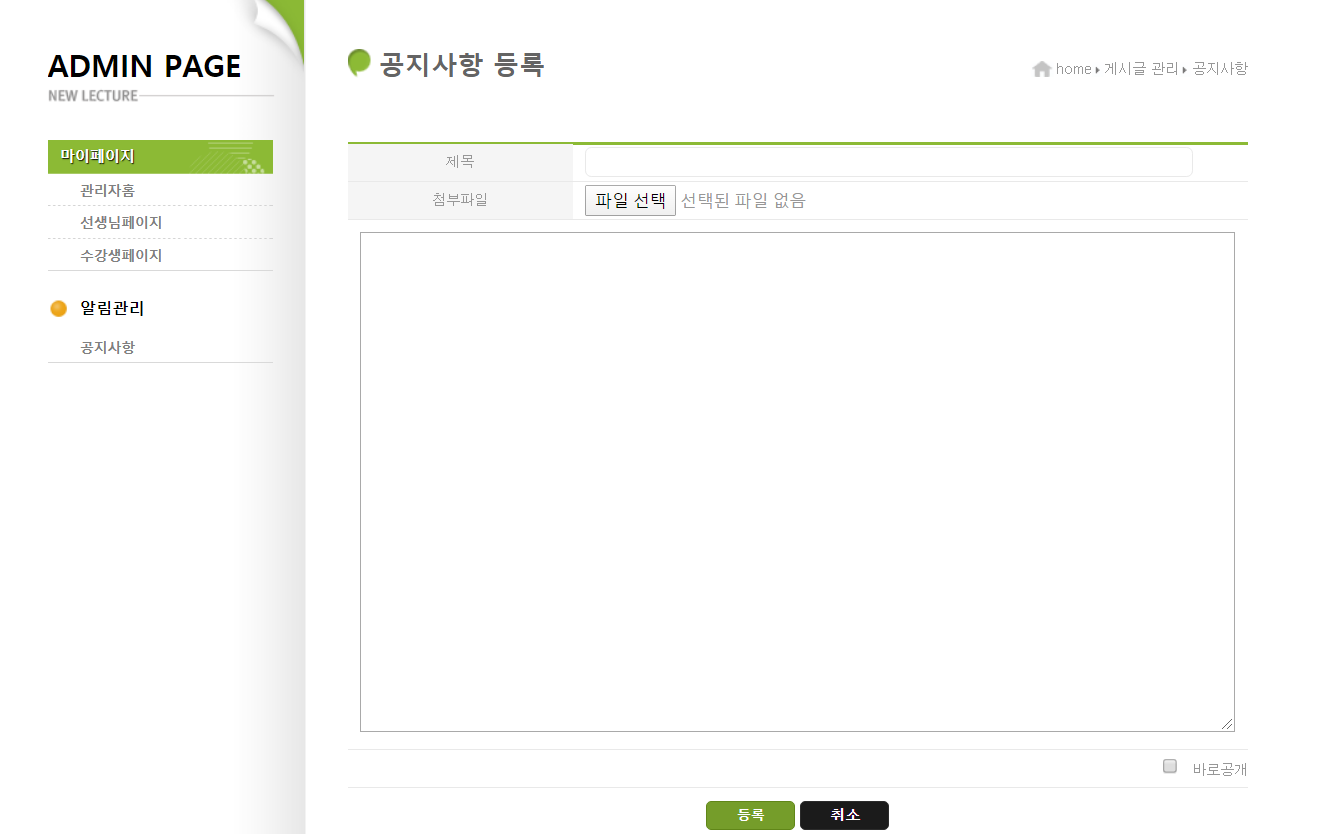 ADMIN PAGE
NEW LECTURE
마이페이지
관리자홈
선생님페이지
수강생페이지
알림관리
공지사항
공지사항 등록
home 게시글 관리 공지사항
제목
첨부파일
파일 선택 선택된 파일 없음
바로공개
등록
취소